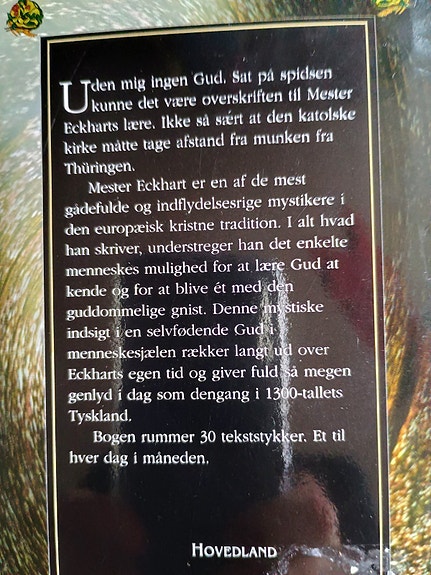 Uden mig ingen Gud. Sat på spidsen
kunne det være overskriften til Mester
Eckharts lære. Ikke så sært at den katolske
kirke måtte tage afstand fra munken fra
Thüringen.
Mester Eckhart er en af de mest
gådefulde og indflydelsesrige mystikere i
den europæisk kristne tradition. I alt hvad
han skriver, understreger han det enkelte
menneskes mulighed for at lære Gud at
kende og for at blive ét med den
guddommelige gnist. Denne mystiske
indsigt i en selvfødende Gud i
menneskesjælen rækker langt ud over
Eckharts egen tid og giver fuld så megen
genlyd i dag som dengang i 1300-tallets
Tyskland.
Bogen rummer 30 tekststykker. Et til
hver dag i måneden.
HOVEDLAND